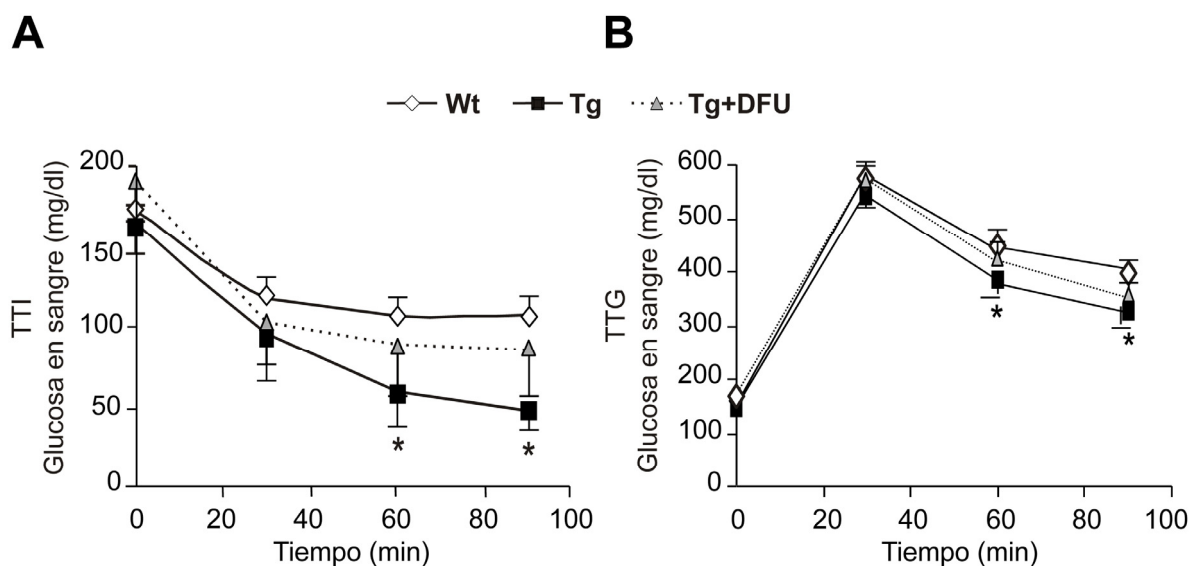 A
B
Wt
Tg
Tg+DFU
TTI
Glucosa en sangre (mg/dl)
200
150
100
50
0
0 20 40 60 80 100
Tiempo (min)
*
*
TTG
Glucosa en sangre (mg/dl)
600
500
400
300
200
100
0
0 20 40 60 80 100
Tiempo (min)
*
*